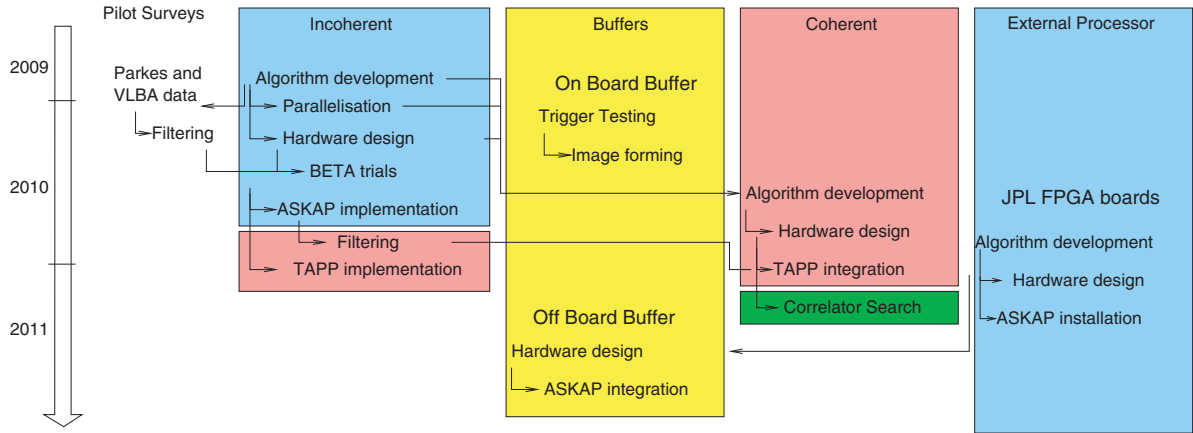 Pilot Surveys
Incoherent
Buffers
Coherent
External Processor
2009
2010
2011
Parkes and
VLBA data
Filtering
Algorithm development
Parallelisation
Hardware design
BETA trials
ASKAP implementation
Filtering
TAPP implementation
On Board Buffer
Trigger Testing
Image forming
Off Board Buffer
Hardware design
ASKAP integration
Algorithm development
Hardware design
TAPP integration
Correlator Search
JPL FPGA boards
Algorithm development
Hardware design
ASKAP installation